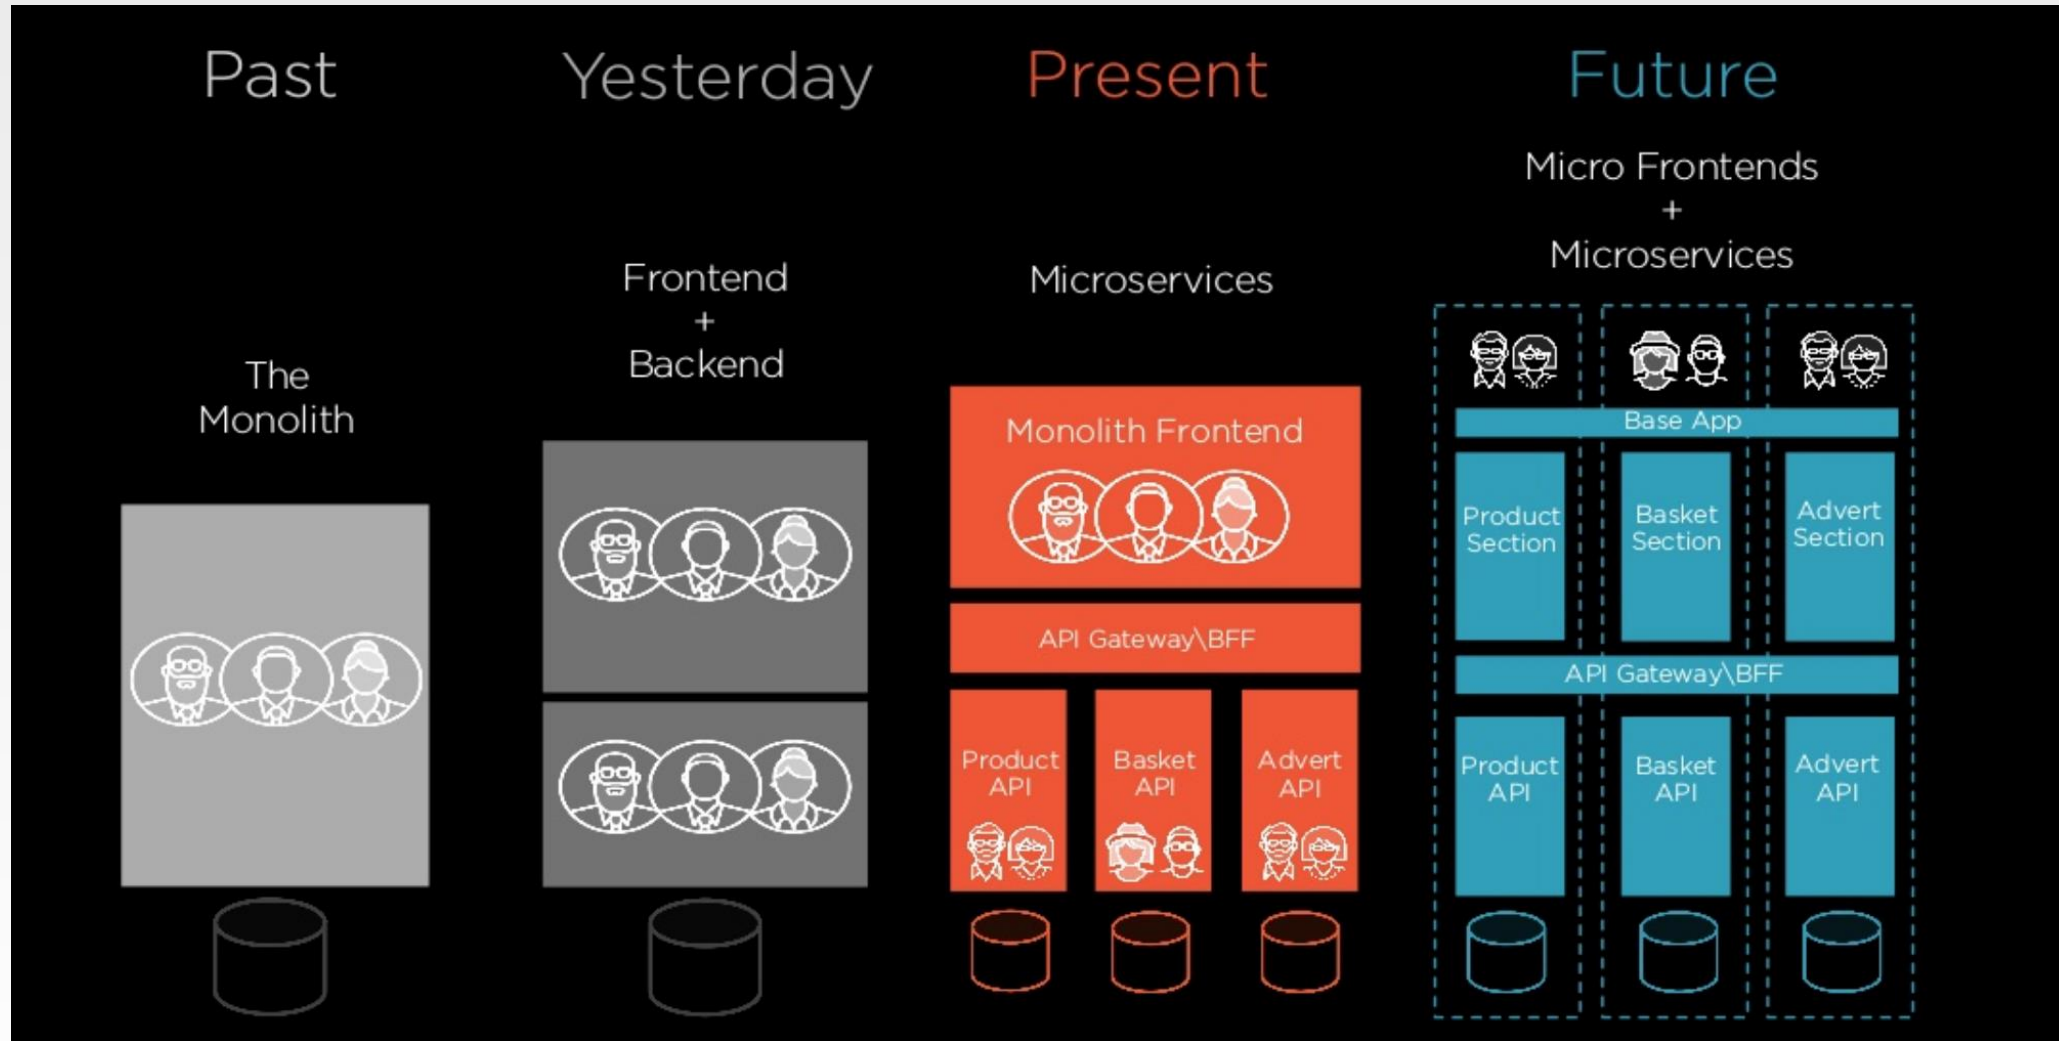 Past
The
Monolith
Yesterday
Frontend
+
Backend
Present
Microservices
Monolith Frontend
API Gateway\BFF
Product
API
Basket
API
Advert
API
Future
Micro Frontends
+
Microservices
Base App
Product
Section
Basket
Section
Advert
Section
API Gateway\BFF
Product
API
Basket
API
Advert
API